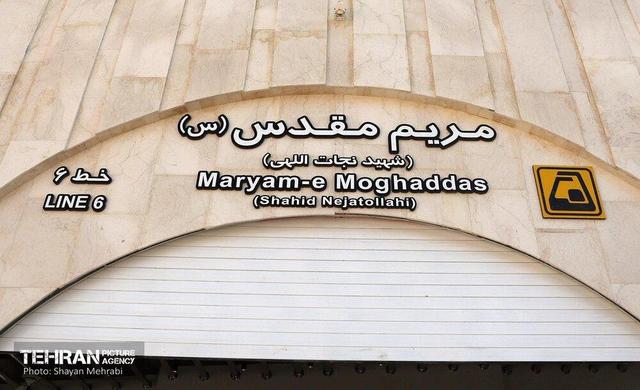 مریم مقدس (س)
(شهید نجات اللهی)
Maryam-e Moghaddas
(Shahid Nejatollahi)
خط ۶
LINE 6
TEHRAN PICTURE AGENCY
Photo: Shayan Mehrabi